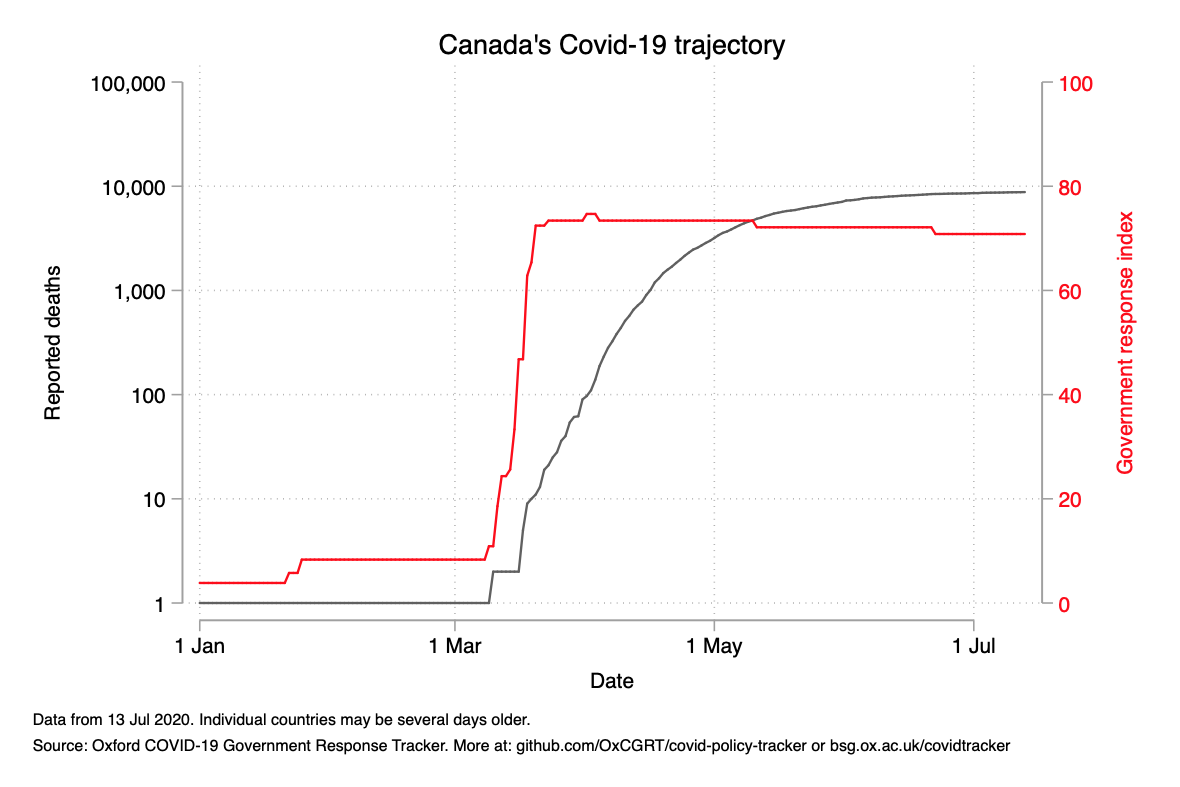 Canada's Covid-19 trajectory
100,000
10,000
1,000
100
10
1
Reported deaths
100
80
60
40
20
0
Government response index
1 Jan
1 Mar
1 May
1 Jul
Date
Data from 13 Jul 2020. Individual countries may be several days older.
Source: Oxford COVID-19 Government Response Tracker. More at: github.com/OxCGRT/covid-policy-tracker or bsg.ox.ac.uk/covidtracker